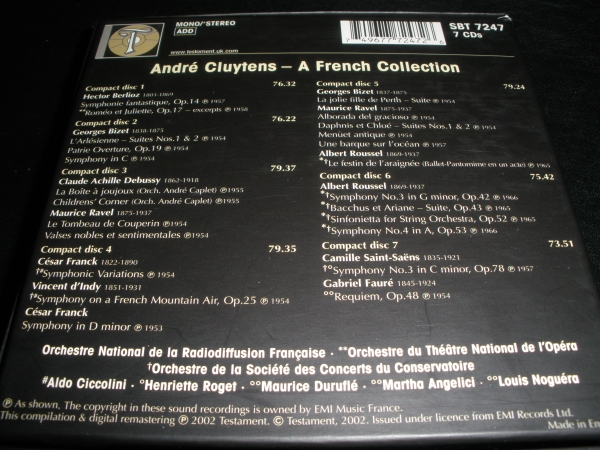 MONO/*STEREO
ADD
www.testament.uk.com
7 49677 72472 6
SBT 7247
7 CDs
André Cluytens – A French Collection
Compact disc 1 76.32
Hector Berlioz 1803-1869
Symphonie fantastique, Op.14 ℗ 1957
*Roméo et Juliette, Op.17 – excerpts ℗ 1958
Compact disc 2 76.22
Georges Bizet 1838-1875
L'Arlésienne – Suites Nos.1 & 2 ℗ 1954
Patrie Overture, Op.19 ℗ 1954
Symphony in C ℗ 1954
Compact disc 3 79.37
Claude Achille Debussy 1862-1918
La Boîte à joujoux (Orch. André Caplet) ℗1955
Childrens' Corner (Orch. André Caplet) ℗1955
Maurice Ravel 1875-1937
Le Tombeau de Couperin ℗ 1954
Valses nobles et sentimentales ℗ 1954
Compact disc 4 79.35
César Franck 1822-1890
†#Symphonic Variations ℗ 1954
Vincent d'Indy 1851-1931
†#Symphony on a French Mountain Air, Op.25 ℗ 1954
César Franck
Symphony in D minor ℗ 1953
Compact disc 5 79.24
Georges Bizet 1837-1875
La jolie fille de Perth – Suite ℗ 1954
Maurice Ravel 1875-1937
Alborada del gracioso ℗ 1954
Daphnis et Chloé – Suites Nos.1 & 2 ℗ 1954
Menuet antique ℗ 1954
Une barque sur l'océan ℗ 1957
Albert Roussel 1869-1937
*†Le festin de l'araignée (Ballet-Pantomime en un acte) ℗ 1965
Compact disc 6 75.42
Albert Roussel 1869-1937
*†Symphony No.3 in G minor, Op.42 ℗ 1966
*†Bacchus et Ariane – Suite, Op.43 ℗ 1965
*†Sinfonietta for String Orchestra, Op.52 ℗ 1965
*†Symphony No.4 in A, Op.53 ℗ 1966
Compact disc 7 73.51
Camille Saint-Saëns 1835-1921
†°Symphony No.3 in C minor, Op.78 ℗ 1957
Gabriel Fauré 1845-1924
°°Requiem, Op.48 ℗ 1954
Orchestre National de la Radiodiffusion Française · **Orchestre du Théâtre National de l'Opéra
†Orchestre de la Société des Concerts du Conservatoire
#Aldo Ciccolini · °Henriette Roget · °°Maurice Duruflé · °°Martha Angelici · °°Louis Noguéra
℗ As shown. The copyright in these sound recordings is owned by EMI Music France.
This compilation & digital remastering ℗ 2002 Testament. © Testament, 2002. Issued under licence from EMI Records Ltd.
Made in